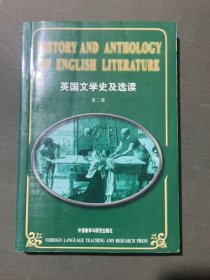 HISTORY AND ANTHOLOGY
OF ENGLISH LITERATURE
英国文学史及选读
第二册
外语教学与研究出版社
FOREIGN LANGUAGE TEACHING AND RESEARCH PRESS